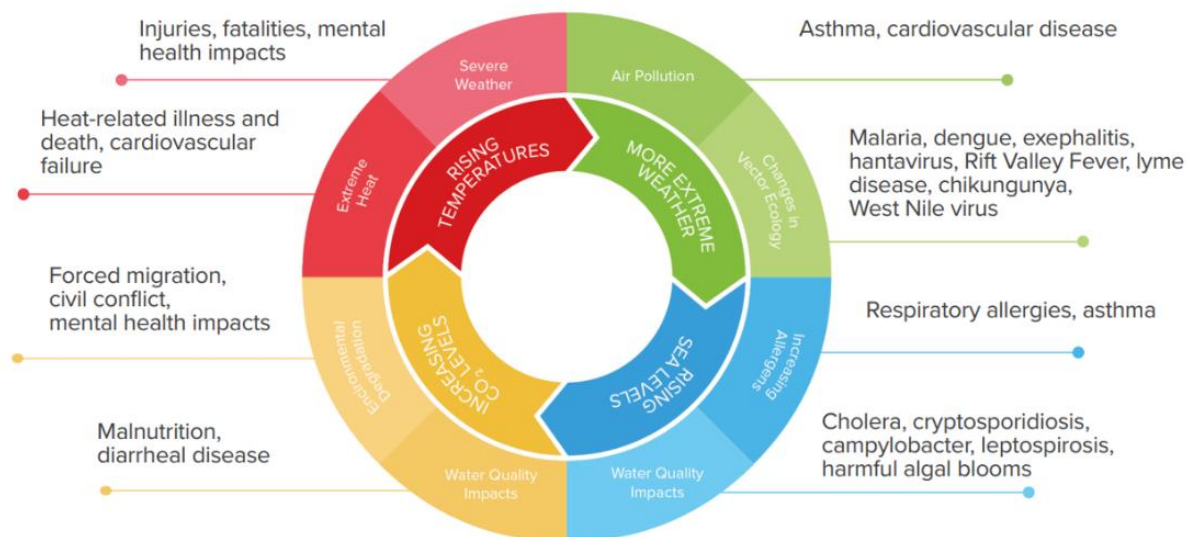 Injuries, fatalities, mental
health impacts
Severe
Weather
Air Pollution
Asthma, cardiovascular disease
Heat-related illness and
death, cardiovascular
failure
Extreme
Heat
RISING
TEMPERATURES
MORE EXTREME
WEATHER
Changes in
Vector Ecology
Malaria, dengue, exephalitis,
hantavirus, Rift Valley Fever, lyme
disease, chikungunya,
West Nile virus
Forced migration,
civil conflict,
mental health impacts
Encironmental
Degradation
INCREASING
CO₂ LEVELS
RISING
SEA LEVELS
Increasing
Allergens
Respiratory allergies, asthma
Malnutrition,
diarrheal disease
Water Quality
Impacts
Water Quality
Impacts
Cholera, cryptosporidiosis,
campylobacter, leptospirosis,
harmful algal blooms